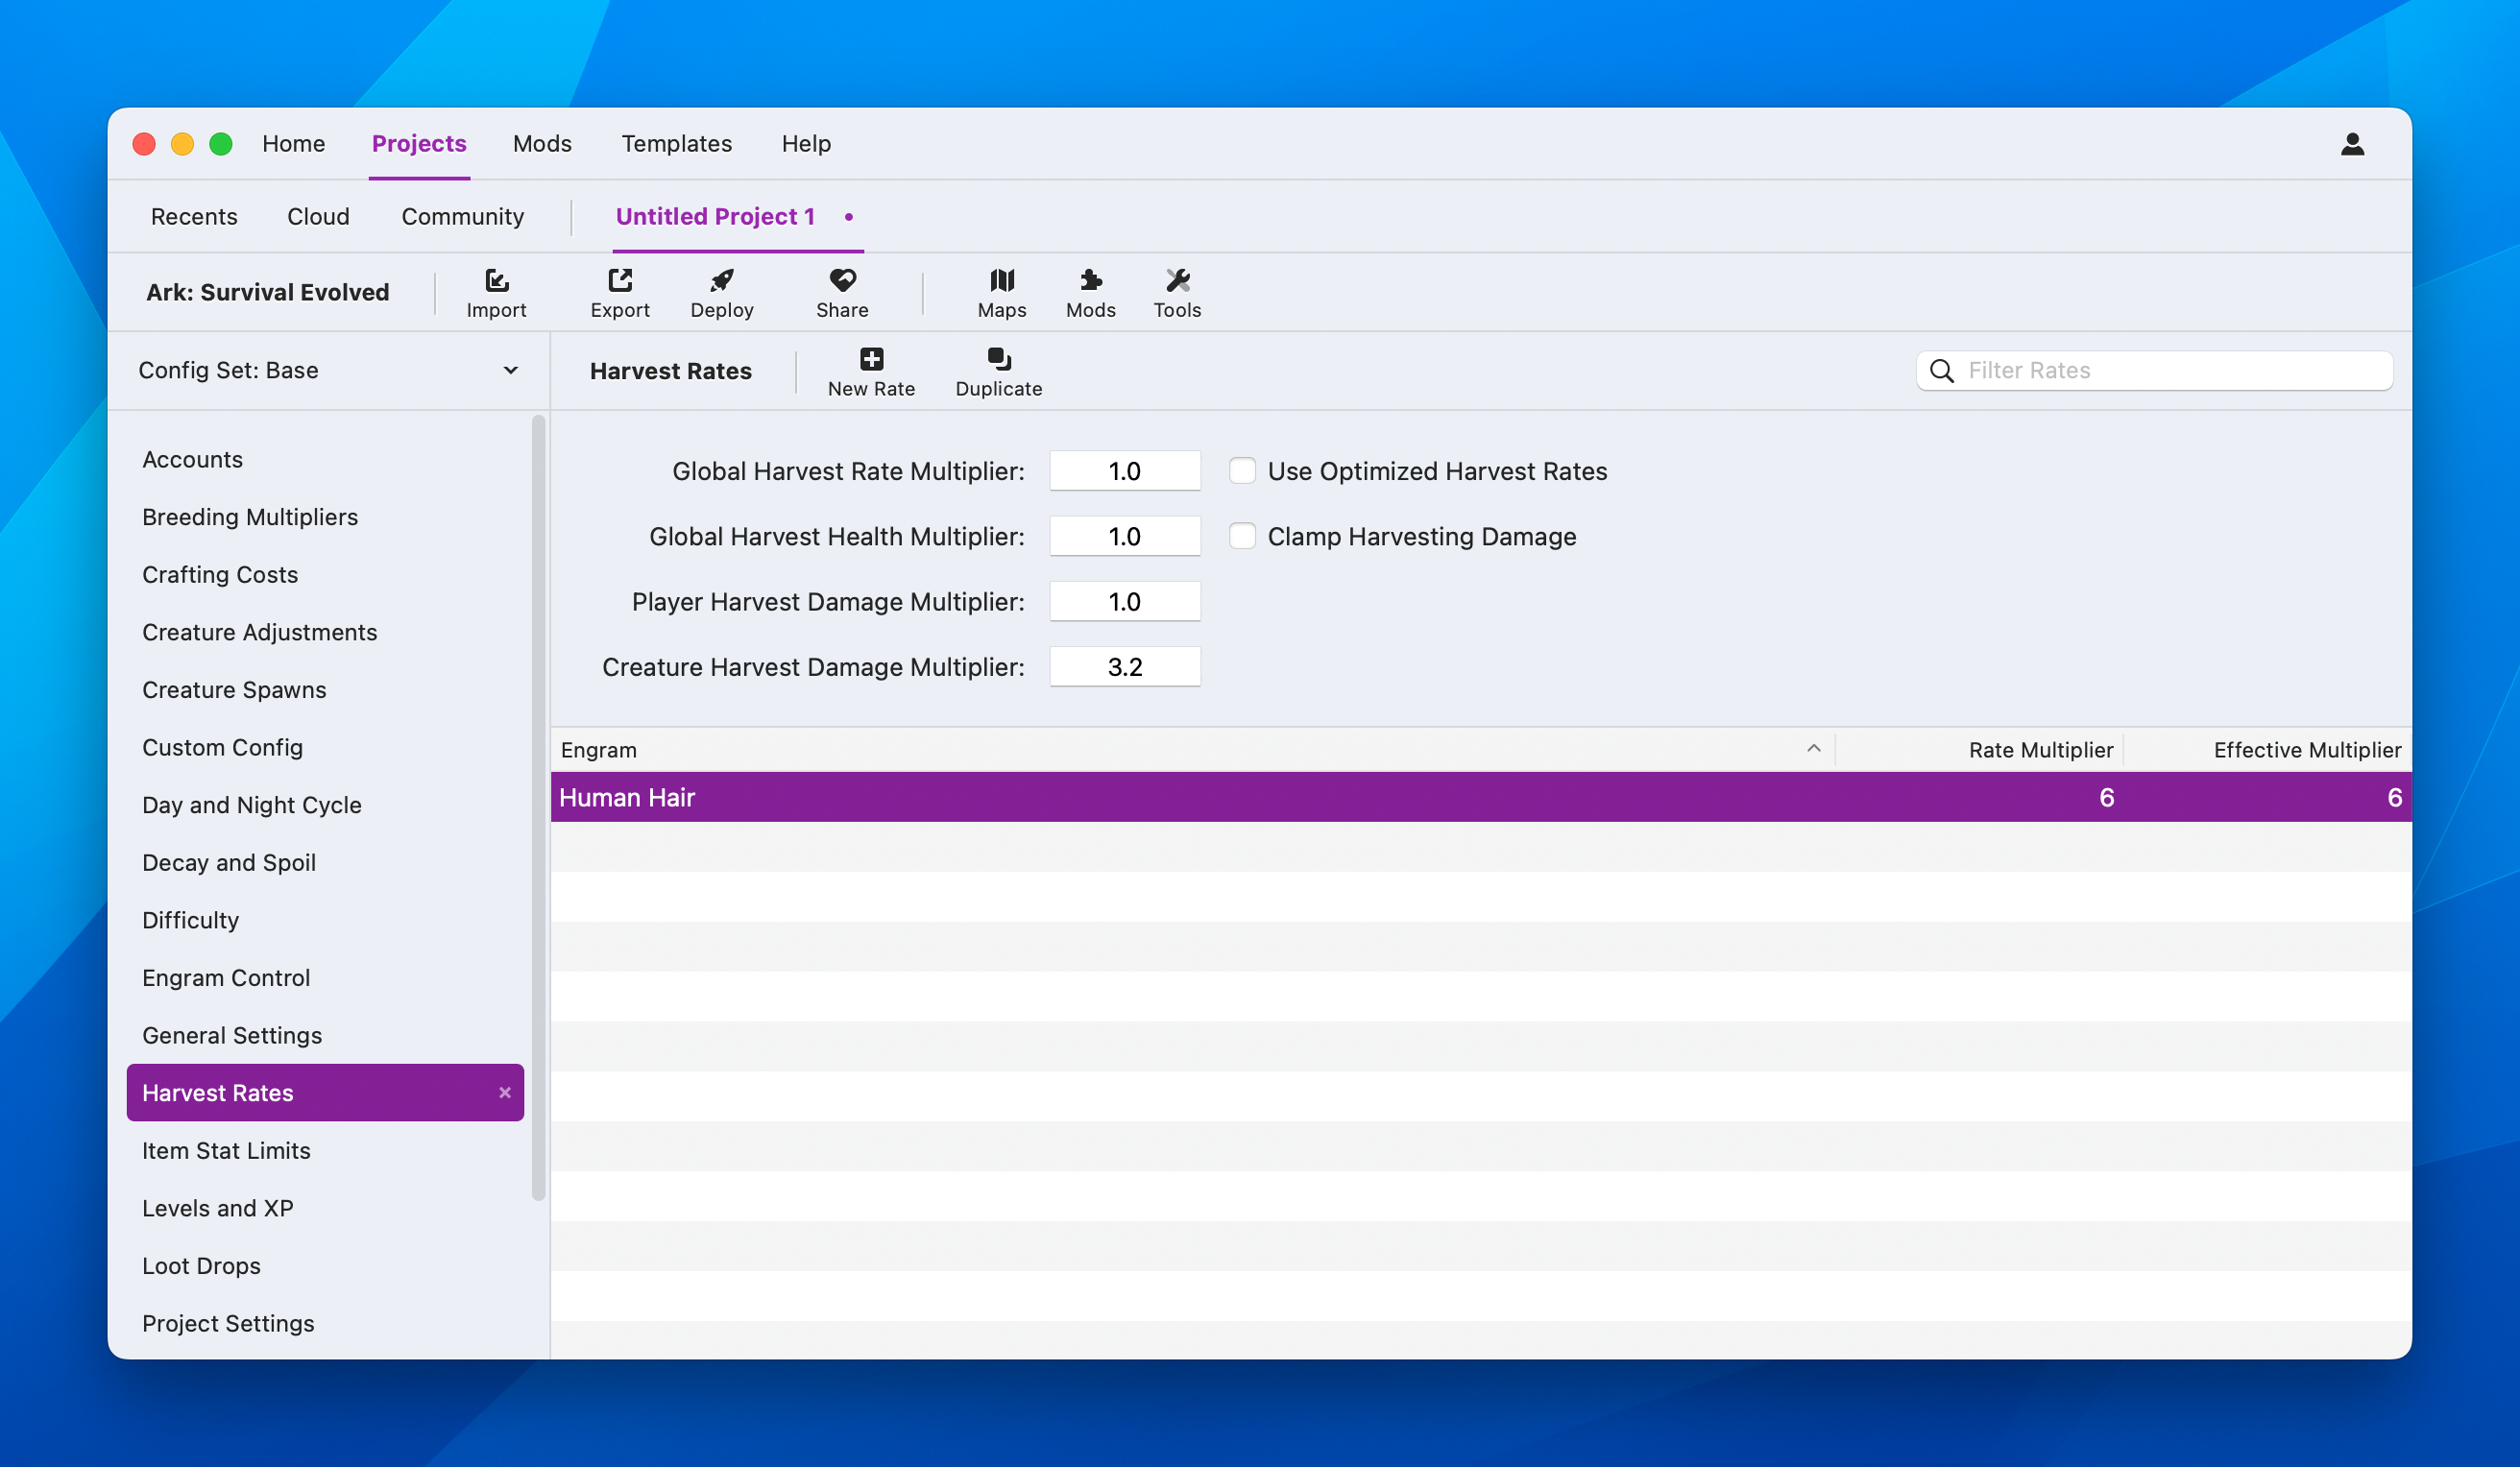 Home Projects Mods Templates Help
Recents Cloud Community Untitled Project 1 •
Ark: Survival Evolved Import Export Deploy Share Maps Mods Tools
Config Set: Base
Harvest Rates New Rate Duplicate Filter Rates
Accounts
Breeding Multipliers
Crafting Costs
Creature Adjustments
Creature Spawns
Custom Config
Day and Night Cycle
Decay and Spoil
Difficulty
Engram Control
General Settings
Harvest Rates ×
Item Stat Limits
Levels and XP
Loot Drops
Project Settings
Global Harvest Rate Multiplier: 1.0 Use Optimized Harvest Rates
Global Harvest Health Multiplier: 1.0 Clamp Harvesting Damage
Player Harvest Damage Multiplier: 1.0
Creature Harvest Damage Multiplier: 3.2
Engram Rate Multiplier Effective Multiplier
Human Hair 6 6